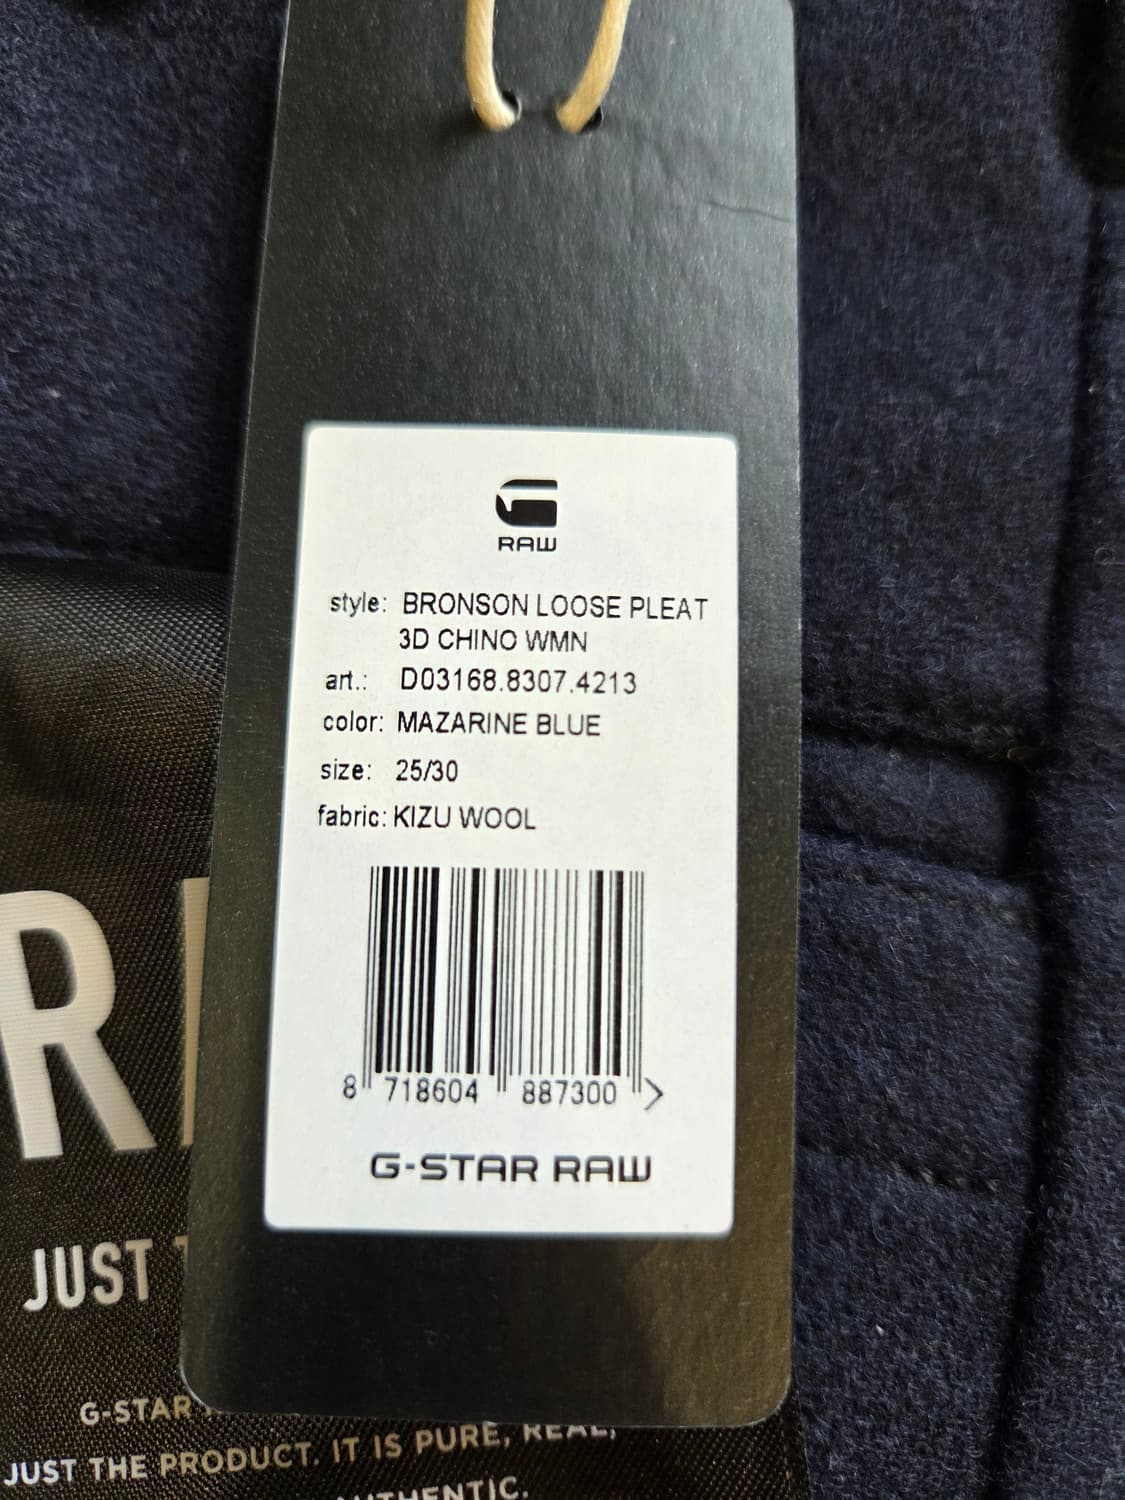 RAW
style: BRONSON LOOSE PLEAT
3D CHINO WMN
art.: D03168.8307.4213
color: MAZARINE BLUE
size: 25/30
fabric: KIZU WOOL
8 718604 887300 >
G-STAR RAW
R
JUST
G-STAR
JUST THE PRODUCT. IT IS PURE, REAL,
AUTHENTIC.